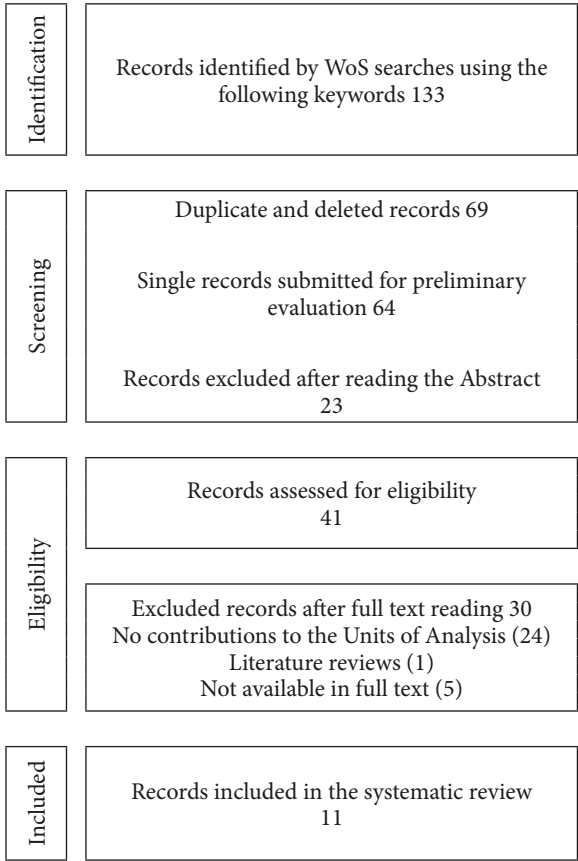 Identification
Records identified by WoS searches using the
following keywords 133
Screening
Duplicate and deleted records 69
Single records submitted for preliminary
evaluation 64
Records excluded after reading the Abstract
23
Eligibility
Records assessed for eligibility
41
Excluded records after full text reading 30
No contributions to the Units of Analysis (24)
Literature reviews (1)
Not available in full text (5)
Included
Records included in the systematic review
11